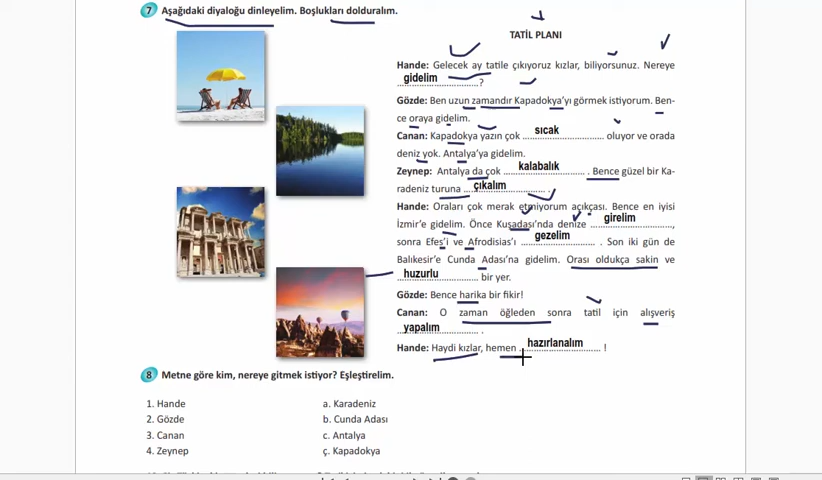 7 Aşağıdaki diyaloğu dinleyelim. Boşlukları dolduralım.
TATİL PLANI
Hande: Gelecek ay tatile çıkıyoruz kızlar, biliyorsunuz. Nereye
gidelim ?
Gözde: Ben uzun zamandır Kapadokya'yı görmek istiyorum. Ben-
ce oraya gidelim.
Canan: Kapadokya yazın çok sıcak oluyor ve orada
deniz yok. Antalya'ya gidelim.
Zeynep: Antalya da çok kalabalık . Bence güzel bir Ka-
radeniz turuna çıkalım .
Hande: Oraları çok merak etmiyorum açıkçası. Bence en iyisi
İzmir'e gidelim. Önce Kuşadası'nda denize girelim ,
sonra Efes'i ve Afrodisias'ı gezelim . Son iki gün de
Balıkesir'e Cunda Adası'na gidelim. Orası oldukça sakin ve
huzurlu bir yer.
Gözde: Bence harika bir fikir!
Canan: O zaman öğleden sonra tatil için alışveriş
yapalım .
Hande: Haydi kızlar, hemen hazırlanalım !
8 Metne göre kim, nereye gitmek istiyor? Eşleştirelim.
1. Hande a. Karadeniz
2. Gözde b. Cunda Adası
3. Canan c. Antalya
4. Zeynep ç. Kapadokya